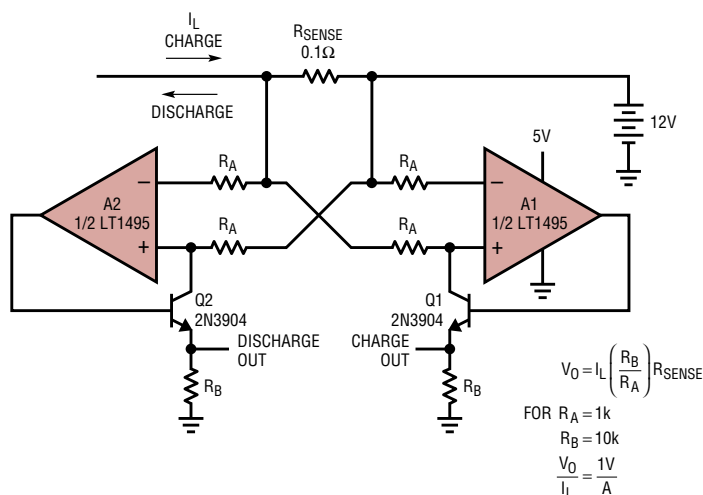 I_L
CHARGE
DISCHARGE
R_SENSE
0.1Ω
12V
5V
R_A
R_A
R_A
R_A
−
+
A2
1/2 LT1495
−
+
A1
1/2 LT1495
Q2
2N3904
Q1
2N3904
DISCHARGE
OUT
CHARGE
OUT
R_B
R_B
V_O = I_L (R_B / R_A) R_SENSE
FOR R_A = 1k
R_B = 10k
V_O / I_L = 1V / A